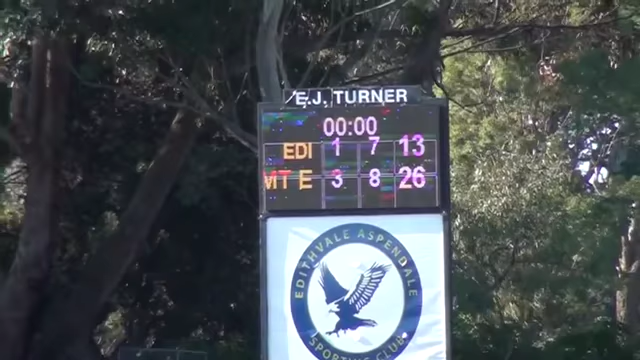 E.J. TURNER
00:00
EDI 1 7 13
MT E 3 8 26
EDITHVALE ASPENDALE
SPORTING CLUB